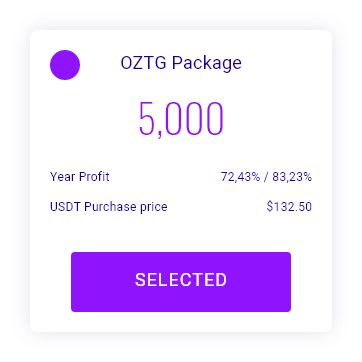 OZTG Package
5,000
Year Profit 72,43% / 83,23%
USDT Purchase price $132.50
SELECTED